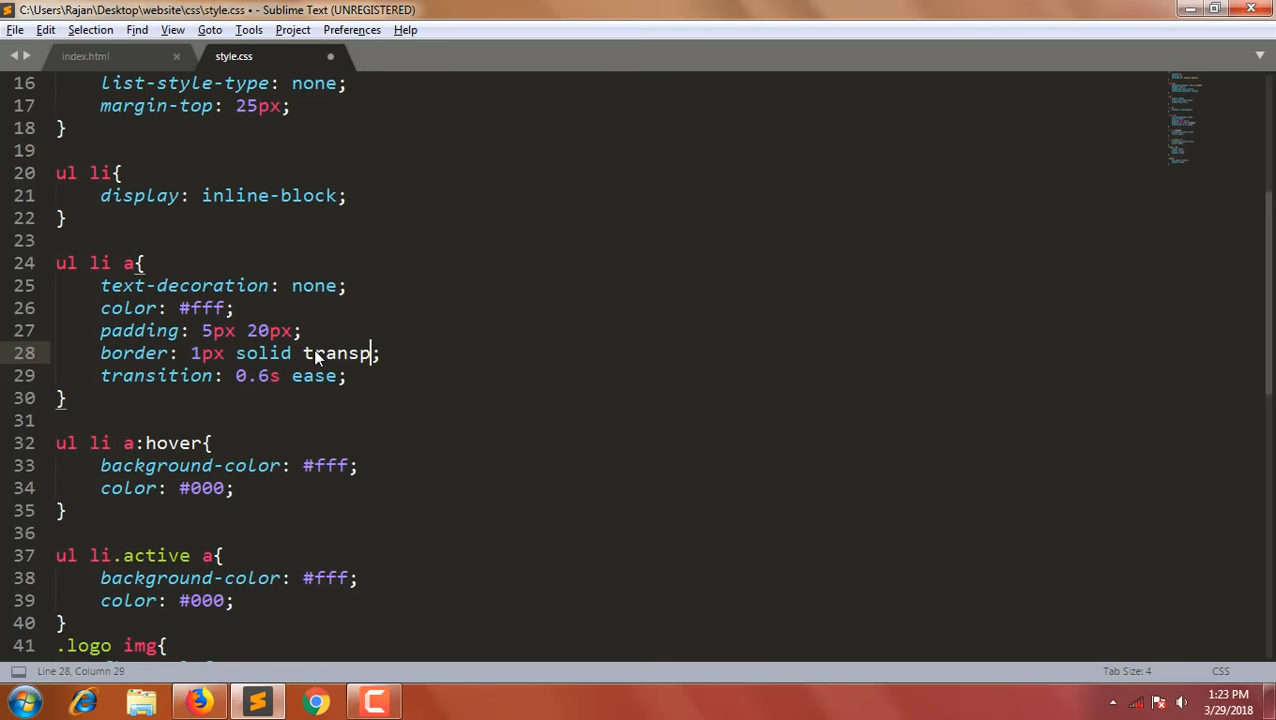 C:\Users\Rajan\Desktop\website\css\style.css • - Sublime Text (UNREGISTERED)
File Edit Selection Find View Goto Tools Project Preferences Help
index.html × style.css
16 list-style-type: none;
17 margin-top: 25px;
18 }
19
20 ul li{
21 display: inline-block;
22 }
23
24 ul li a{
25 text-decoration: none;
26 color: #fff;
27 padding: 5px 20px;
28 border: 1px solid transp;
29 transition: 0.6s ease;
30 }
31
32 ul li a:hover{
33 background-color: #fff;
34 color: #000;
35 }
36
37 ul li.active a{
38 background-color: #fff;
39 color: #000;
40 }
41 .logo img{
Line 28, Column 29 Tab Size: 4 CSS
1:23 PM
3/29/2018